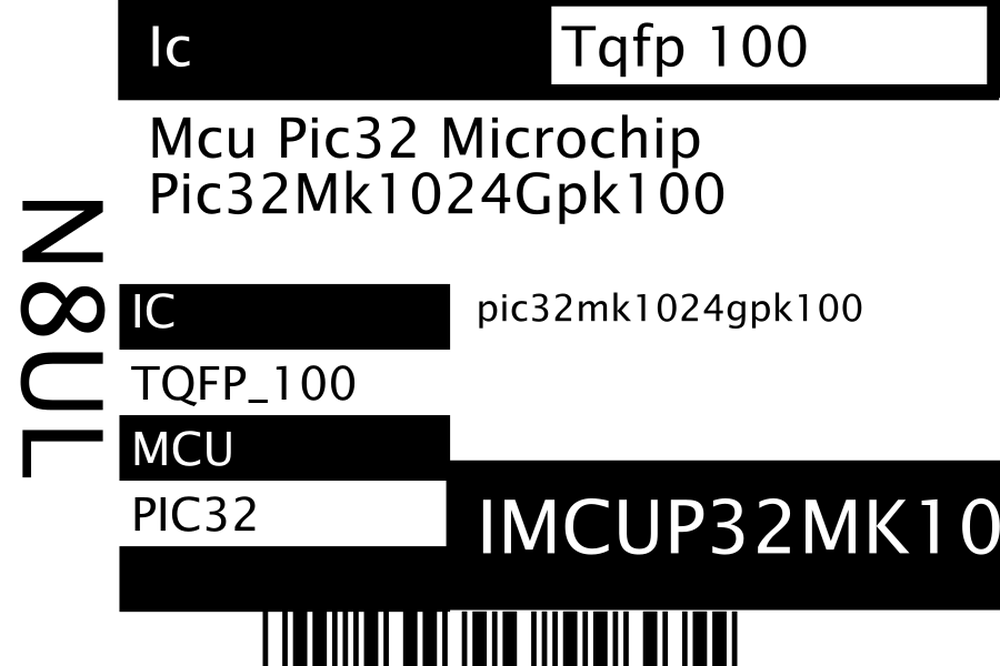 Ic
Tqfp 100
Mcu Pic32 Microchip
Pic32Mk1024Gpk100
N8UL
IC
pic32mk1024gpk100
TQFP_100
MCU
PIC32
IMCUP32MK10